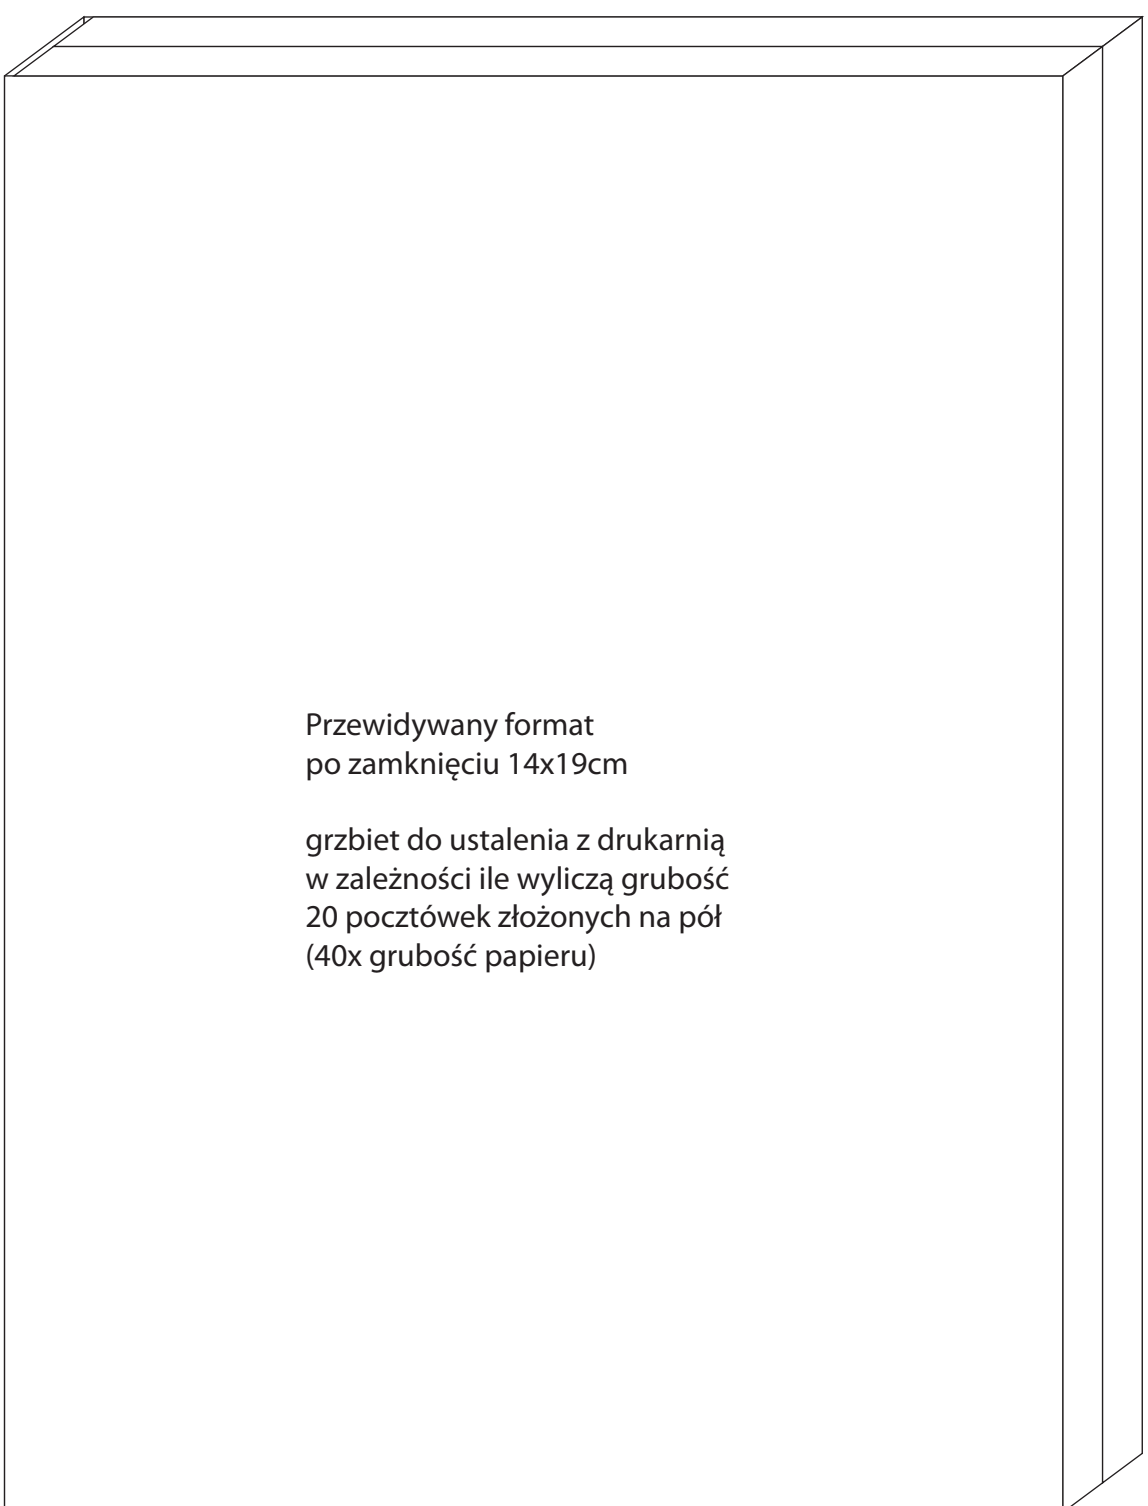 Przewidywany format
po zamknięciu 14x19cm
grzbiet do ustalenia z drukarnią
w zależności ile wyliczą grubość
20 pocztówek złożonych na pół
(40x grubość papieru)